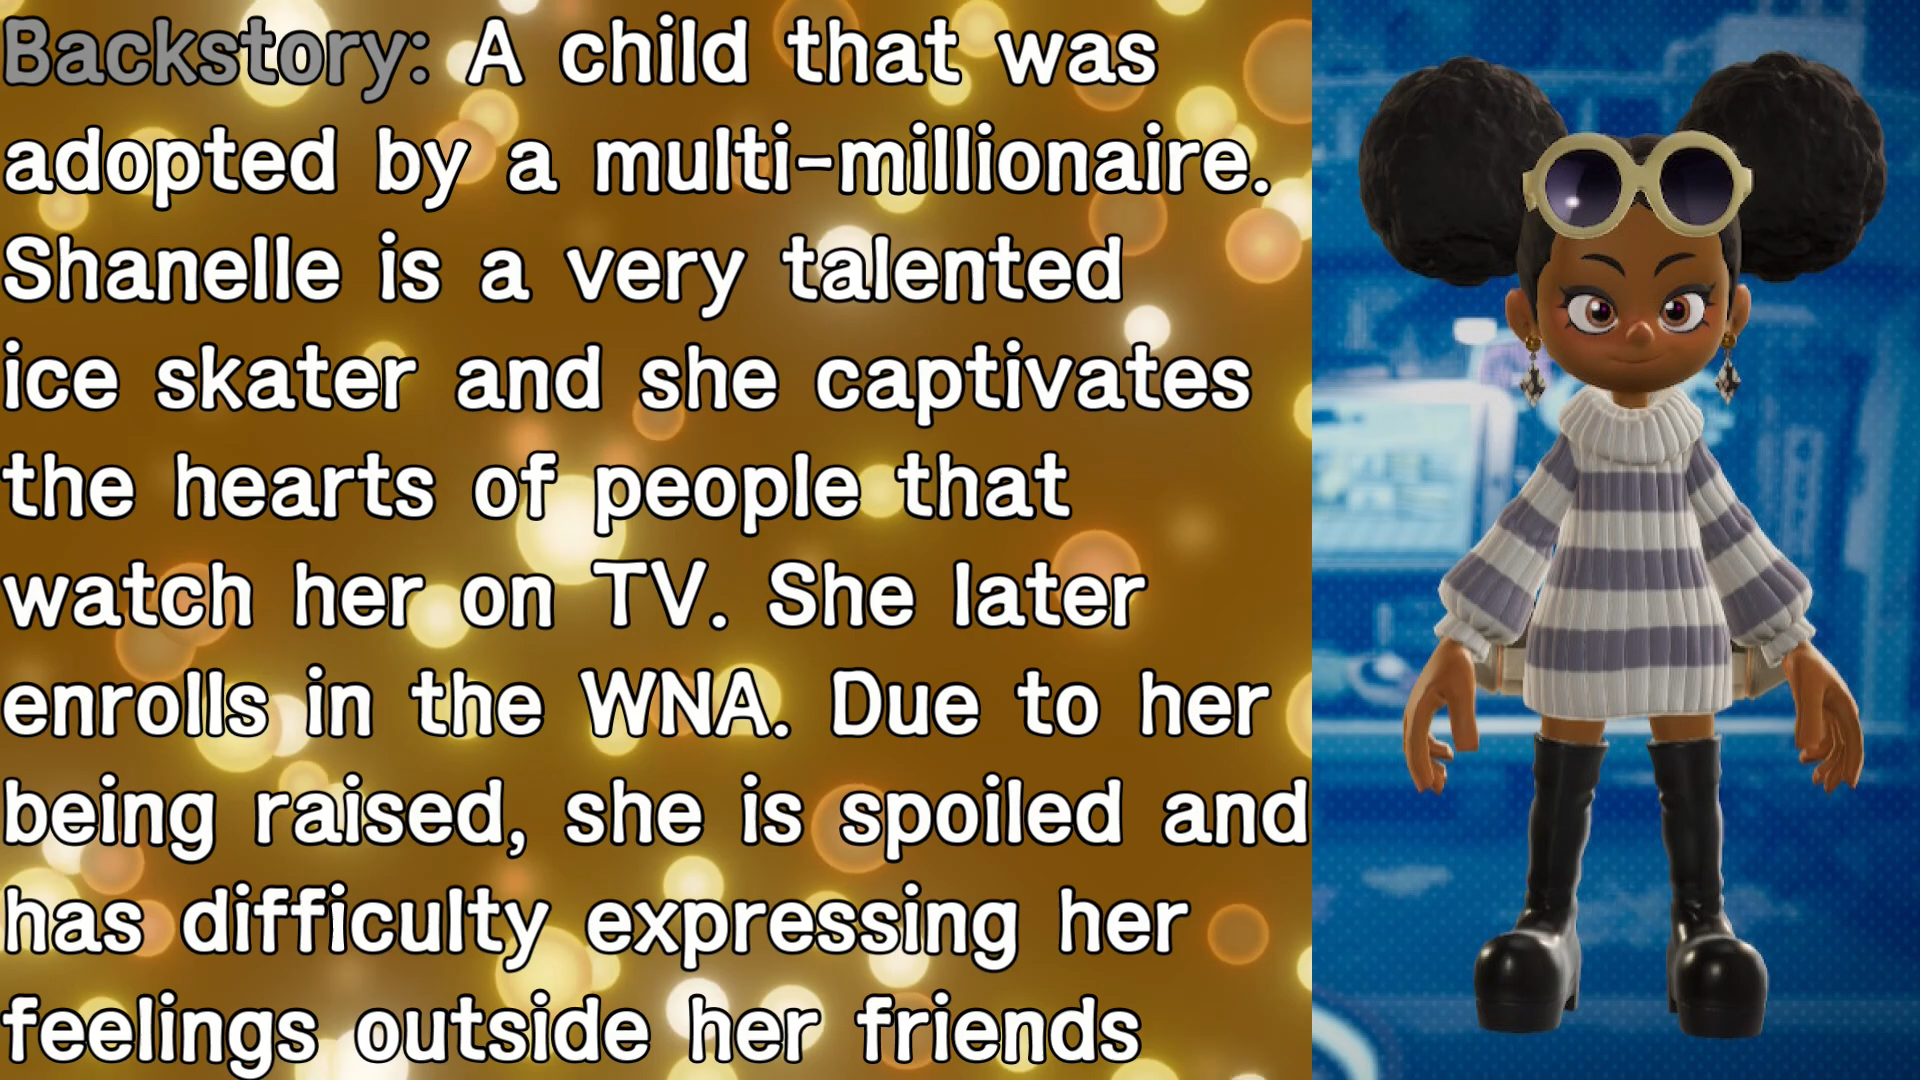 Backstory: A child that was
adopted by a multi-millionaire.
Shanelle is a very talented
ice skater and she captivates
the hearts of people that
watch her on TV. She later
enrolls in the WNA. Due to her
being raised, she is spoiled and
has difficulty expressing her
feelings outside her friends